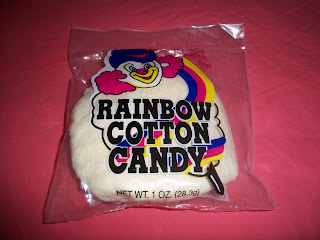 RAINBOW
COTTON
CANDY
NET WT. 1 OZ. (28.3g)